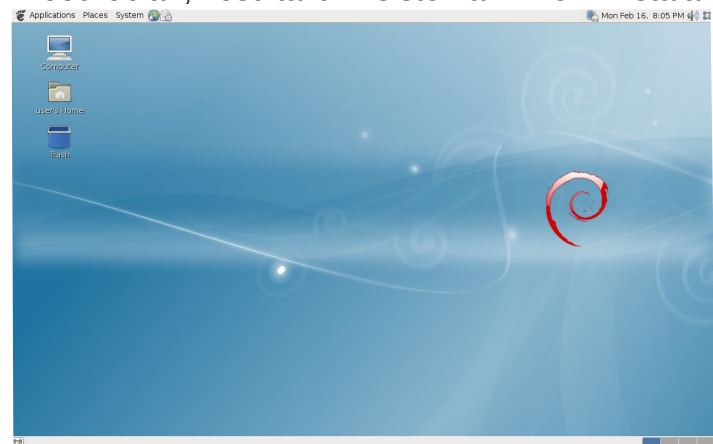 Applications Places System Mon Feb 16, 8:05 PM
Computer
user's Home
Trash